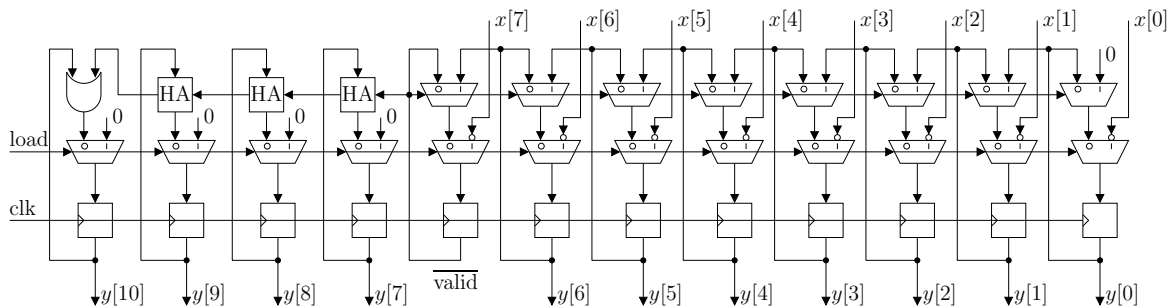 x[7] x[6] x[5] x[4] x[3] x[2] x[1] x[0]
0
HA HA HA
0 0 0 0
load
clk
y[10] y[9] y[8] y[7] valid y[6] y[5] y[4] y[3] y[2] y[1] y[0]